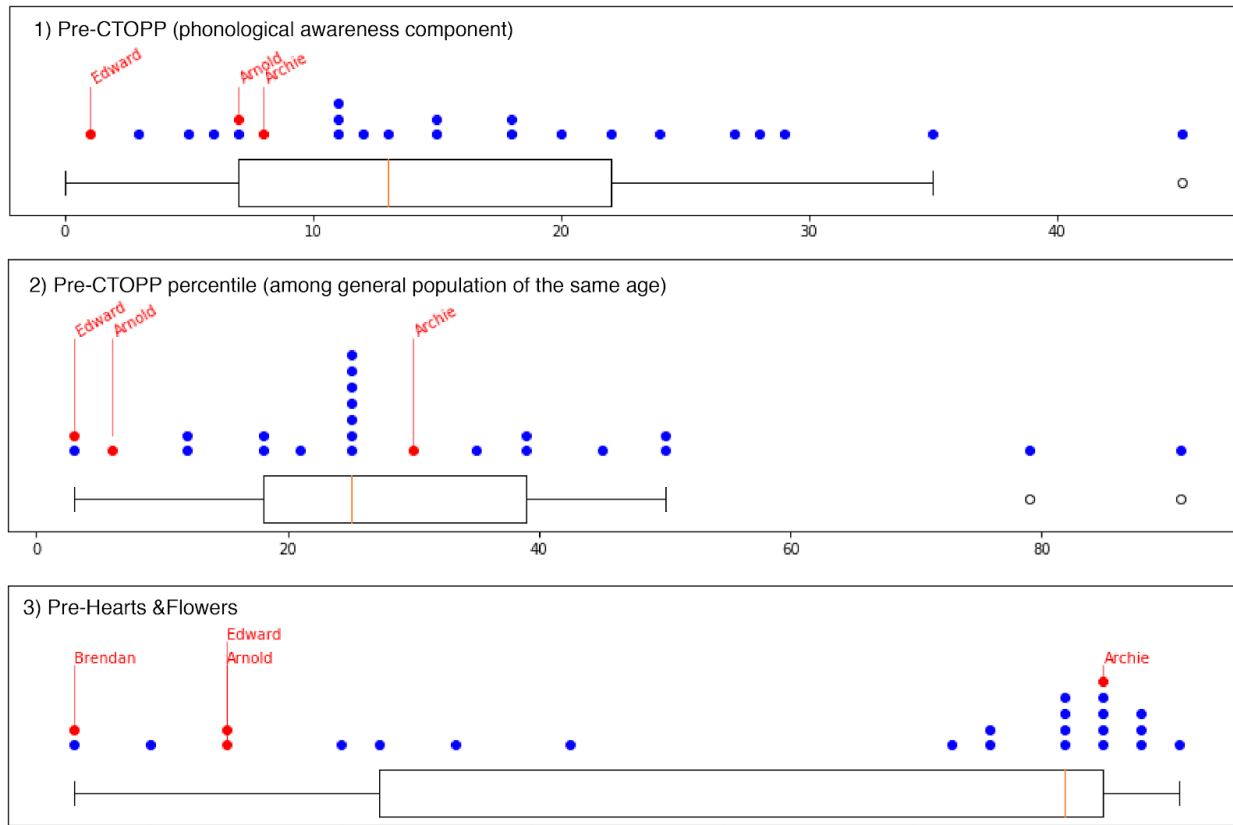 1) Pre-CTOPP (phonological awareness component)
Edward
Arnold
Archie
0 10 20 30 40
2) Pre-CTOPP percentile (among general population of the same age)
Edward
Arnold
Archie
0 20 40 60 80
3) Pre-Hearts &Flowers
Edward
Brendan
Arnold
Archie